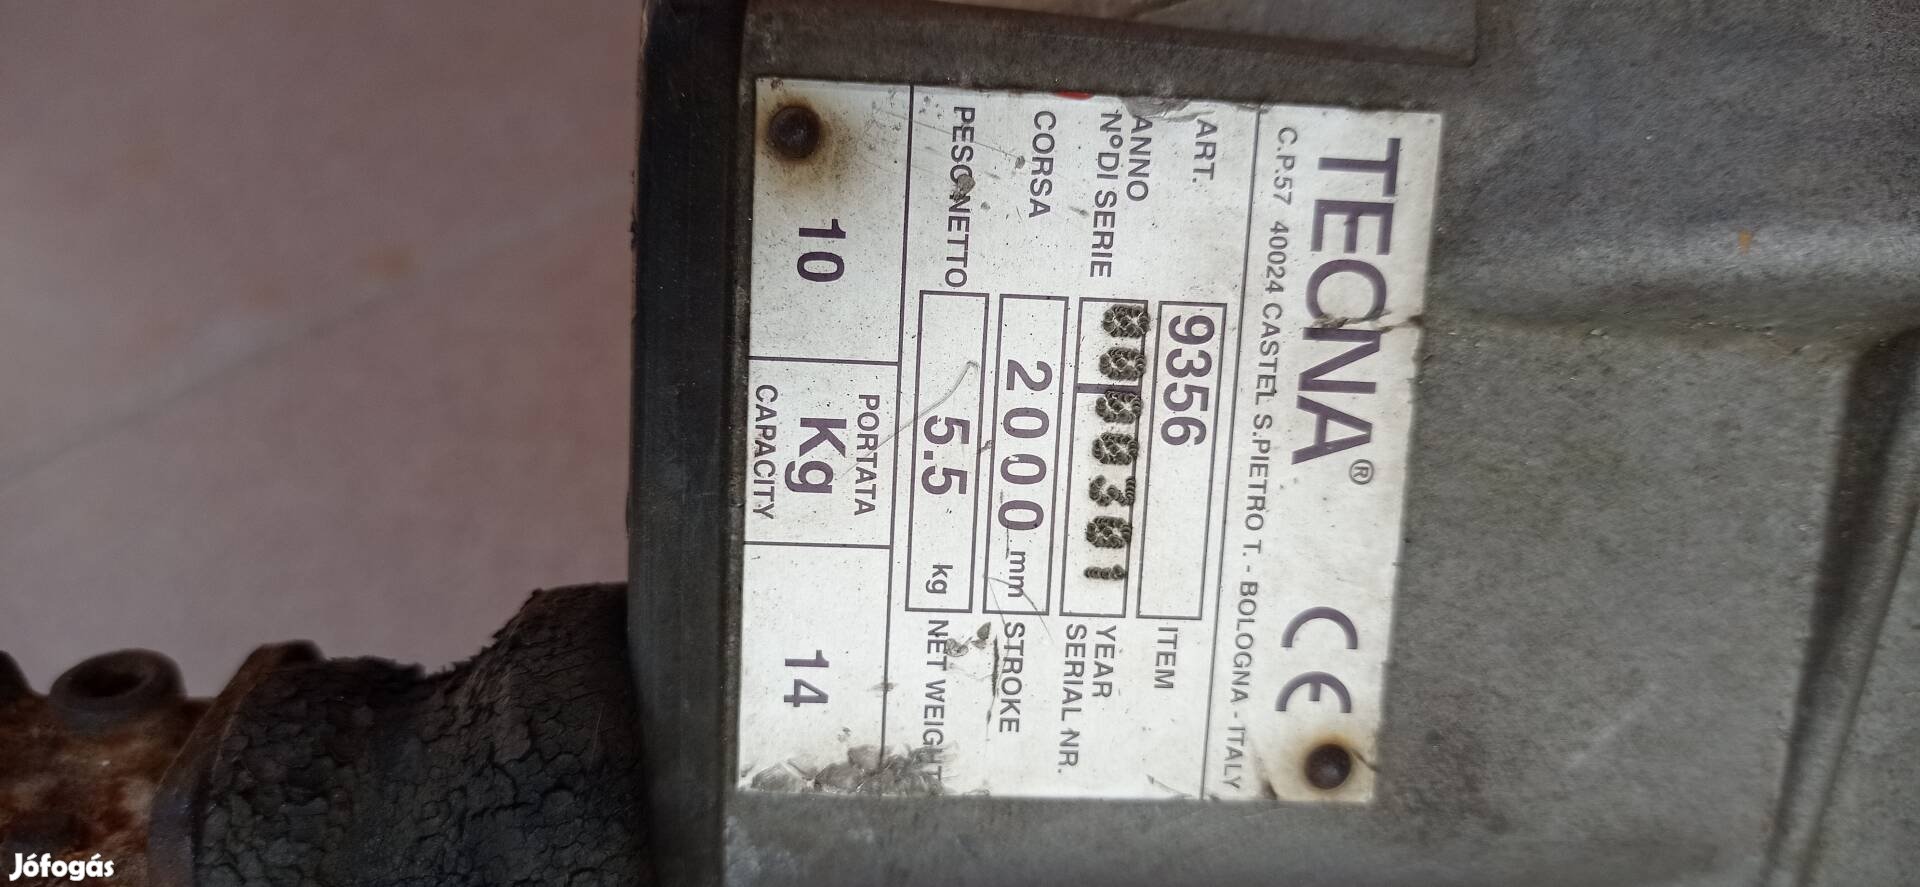 TECNA® CE
C.P.57 40024 CASTEL S.PIETRO T. - BOLOGNA - ITALY
ART. 9356 ITEM
ANNO YEAR
N° DI SERIE SERIAL NR.
CORSA 2000 mm STROKE
PESO NETTO 5.5 kg NET WEIGHT
PORTATA
10 Kg 14
CAPACITY
Jófogás